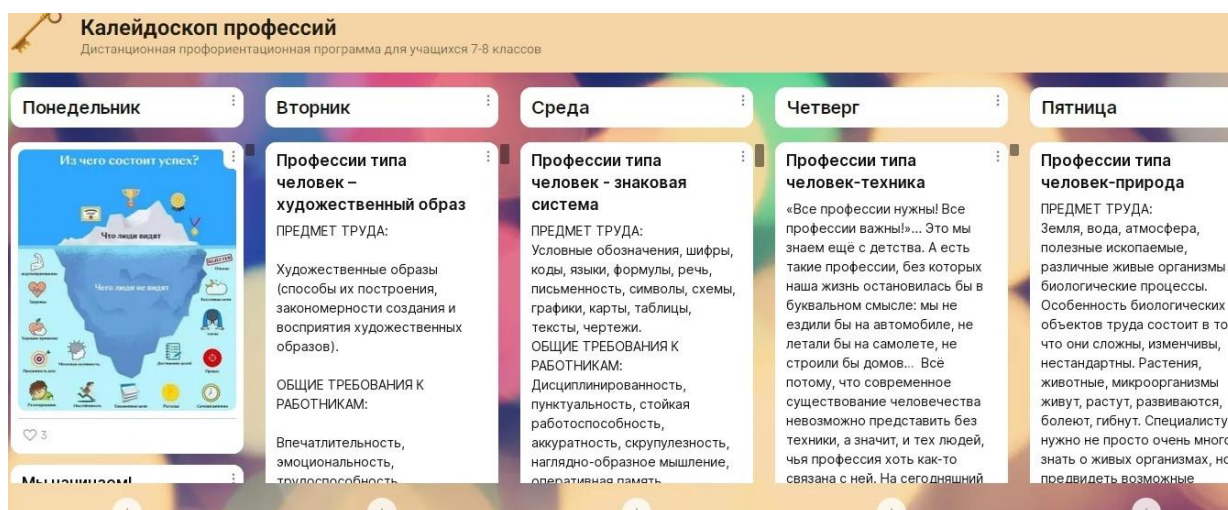 Калейдоскоп профессий
Дистанционная профориентационная программа для учащихся 7-8 классов
Понедельник
Из чего состоит успех?
Что люди видят
Чего люди не видят
3
Мы начинаем!
Вторник
Профессии типа
человек –
художественный образ
ПРЕДМЕТ ТРУДА:
Художественные образы
(способы их построения,
закономерности создания и
восприятия художественных
образов).
ОБЩИЕ ТРЕБОВАНИЯ К
РАБОТНИКАМ:
Впечатлительность,
эмоциональность,
трудоспособность,
Среда
Профессии типа
человек - знаковая
система
ПРЕДМЕТ ТРУДА:
Условные обозначения, шифры,
коды, языки, формулы, речь,
письменность, символы, схемы,
графики, карты, таблицы,
тексты, чертежи.
ОБЩИЕ ТРЕБОВАНИЯ К
РАБОТНИКАМ:
Дисциплинированность,
пунктуальность, стойкая
работоспособность,
аккуратность, скрупулезность,
наглядно-образное мышление,
оперативная память
Четверг
Профессии типа
человек-техника
«Все профессии нужны! Все
профессии важны!»... Это мы
знаем ещё с детства. А есть
такие профессии, без которых
наша жизнь остановилась бы в
буквальном смысле: мы не
ездили бы на автомобиле, не
летали бы на самолете, не
строили бы домов... Всё
потому, что современное
существование человечества
невозможно представить без
техники, а значит, и тех людей,
чья профессия хоть как-то
связана с ней. На сегодняшний
Пятница
Профессии типа
человек-природа
ПРЕДМЕТ ТРУДА:
Земля, вода, атмосфера,
полезные ископаемые,
различные живые организмы
биологические процессы.
Особенность биологических
объектов труда состоит в то
что они сложны, изменчивы,
нестандартны. Растения,
животные, микроорганизмы
живут, растут, развиваются,
болеют, гибнут. Специалисту
нужно не просто очень много
знать о живых организмах, но
предвидеть возможные